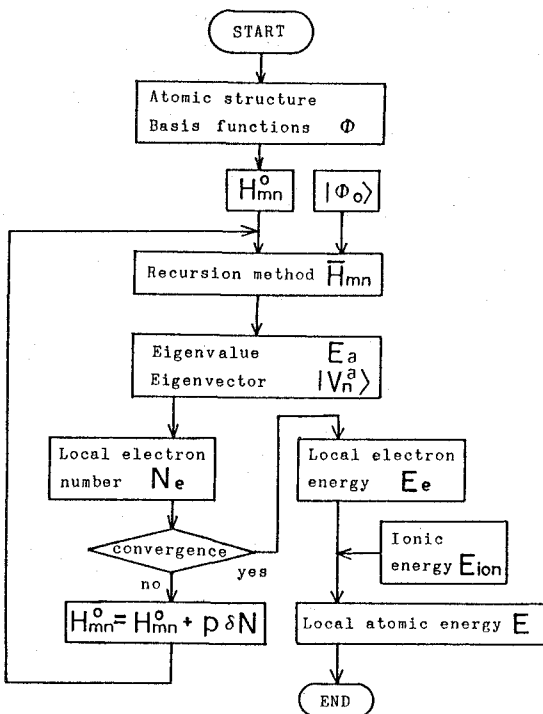 START
Atomic structure
Basis functions Φ
H°mn
|Φo⟩
Recursion method H̅mn
Eigenvalue Ea
Eigenvector |Vₙᵃ⟩
Local electron
number Ne
Local electron
energy Ee
convergence
yes
no
Ionic
energy Eion
H°mn = H°mn + p δN
Local atomic energy E
END